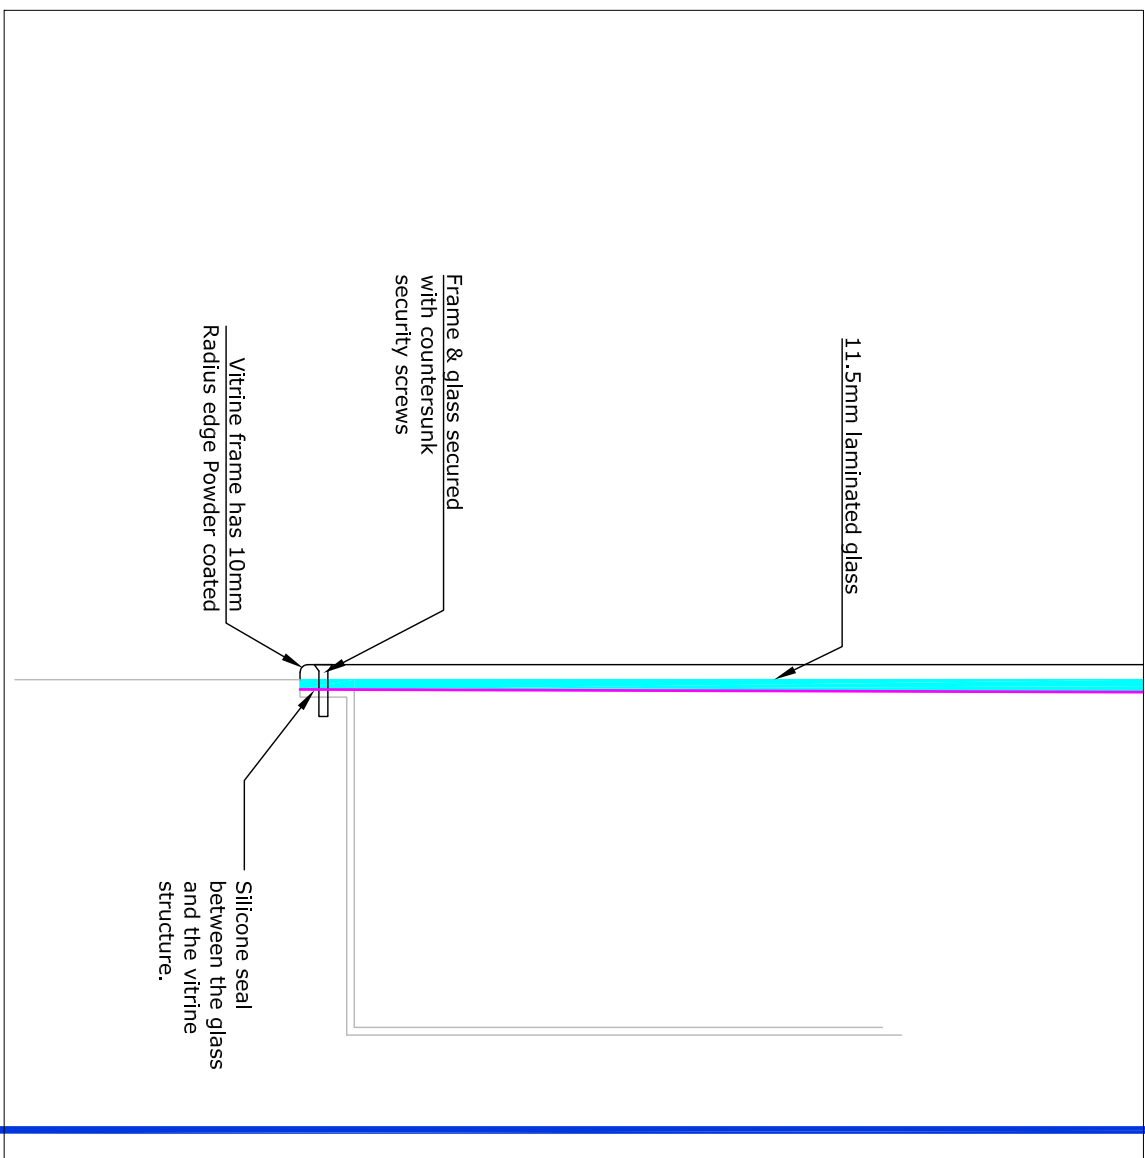 11.5mm laminated glass
Frame & glass secured
with countersunk
security screws
Vitrine frame has 10mm
Radius edge Powder coated
Silicone seal
between the glass
and the vitrine
structure.